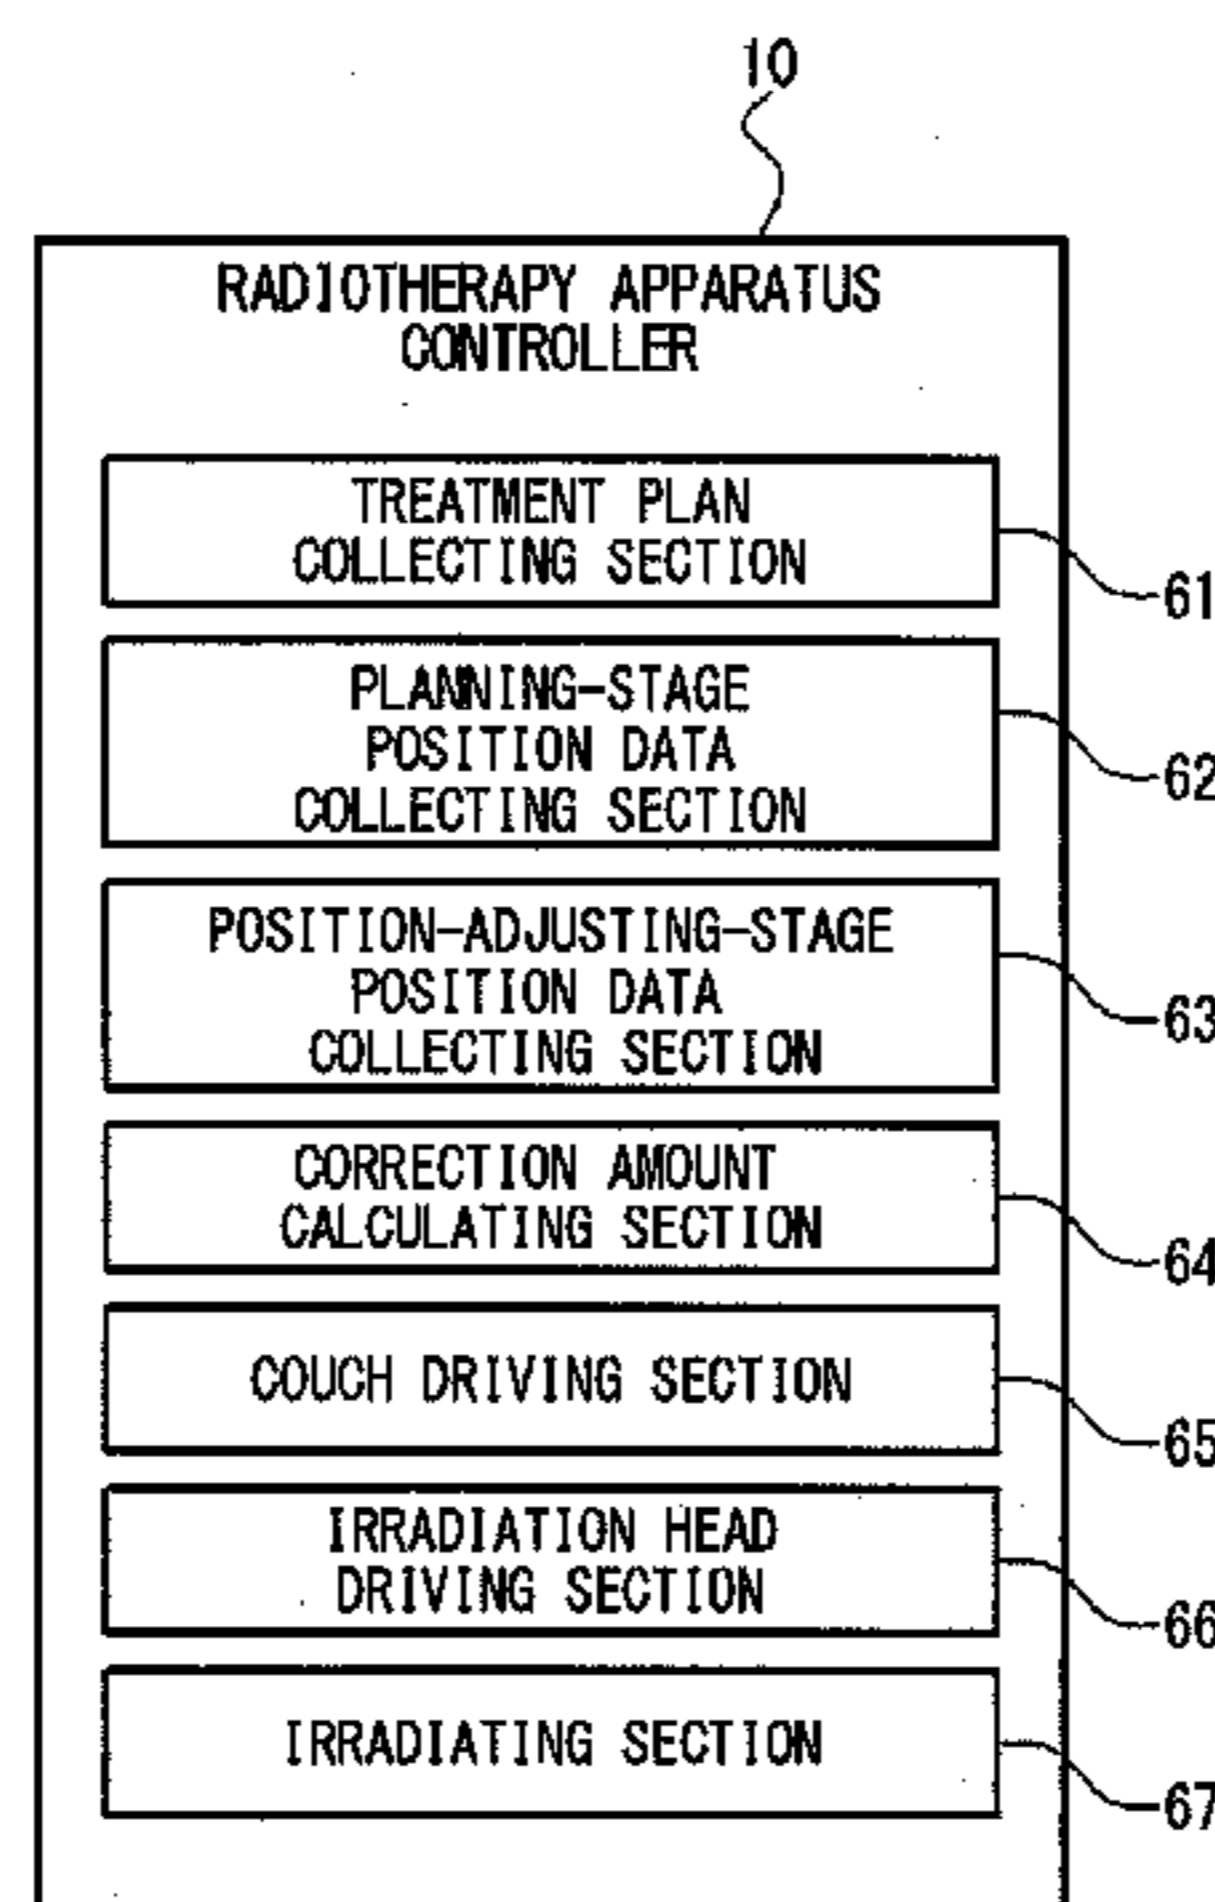 10
RADIOTHERAPY APPARATUS
CONTROLLER
TREATMENT PLAN
COLLECTING SECTION
61
PLANNING-STAGE
POSITION DATA
COLLECTING SECTION
62
POSITION-ADJUSTING-STAGE
POSITION DATA
COLLECTING SECTION
63
CORRECTION AMOUNT
CALCULATING SECTION
64
COUCH DRIVING SECTION
65
IRRADIATION HEAD
DRIVING SECTION
66
IRRADIATING SECTION
67